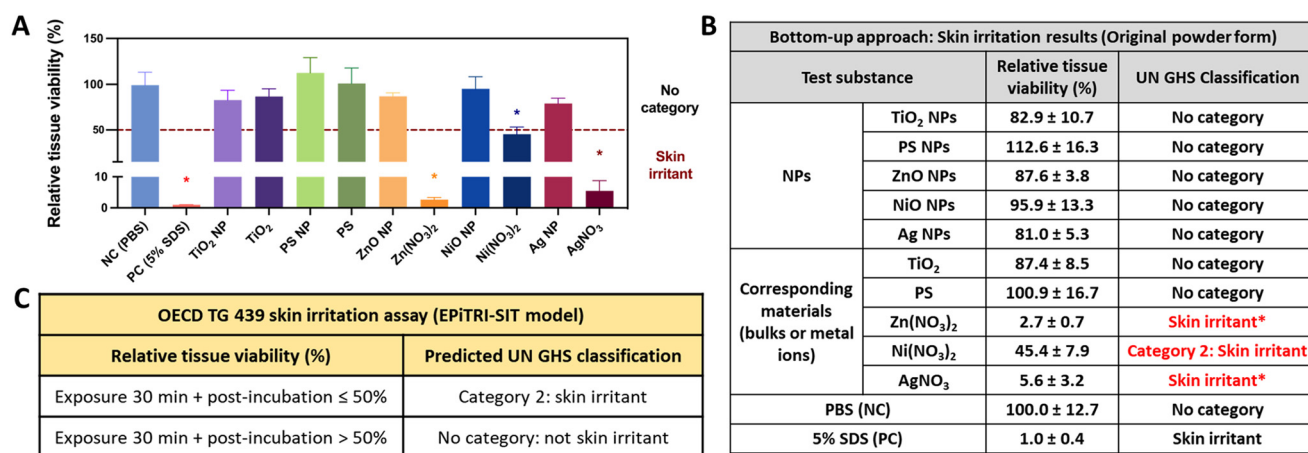 A
Relative tissue viability (%)
150
100
50
10
0
No
category
Skin
irritant
*
*
*
*
NC (PBS)
PC (5% SDS)
TiO₂ NP
TiO₂
PS NP
PS
ZnO NP
Zn(NO₃)₂
NiO NP
Ni(NO₃)₂
Ag NP
AgNO₃
B
Bottom-up approach: Skin irritation results (Original powder form)
Test substance Relative tissue viability (%) UN GHS Classification
NPs
TiO₂ NPs 82.9 ± 10.7 No category
PS NPs 112.6 ± 16.3 No category
ZnO NPs 87.6 ± 3.8 No category
NiO NPs 95.9 ± 13.3 No category
Ag NPs 81.0 ± 5.3 No category
Corresponding
materials
(bulks or metal
ions)
TiO₂ 87.4 ± 8.5 No category
PS 100.9 ± 16.7 No category
Zn(NO₃)₂ 2.7 ± 0.7 Skin irritant*
Ni(NO₃)₂ 45.4 ± 7.9 Category 2: Skin irritant
AgNO₃ 5.6 ± 3.2 Skin irritant*
PBS (NC) 100.0 ± 12.7 No category
5% SDS (PC) 1.0 ± 0.4 Skin irritant
C
OECD TG 439 skin irritation assay (EPiTRI-SIT model)
Relative tissue viability (%) Predicted UN GHS classification
Exposure 30 min + post-incubation ≤ 50% Category 2: skin irritant
Exposure 30 min + post-incubation > 50% No category: not skin irritant